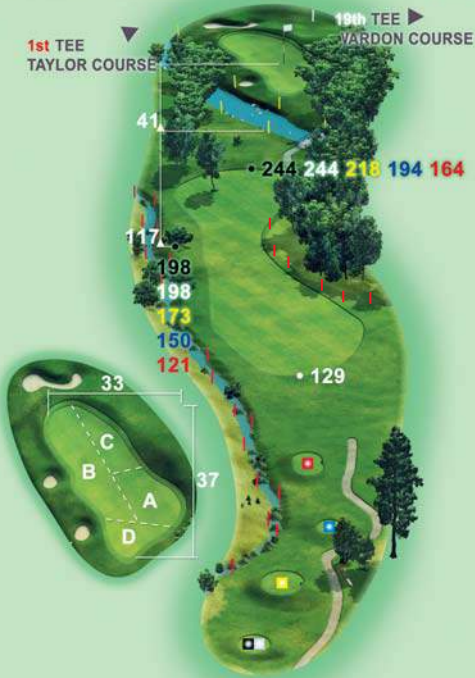 19th TEE
VARDON COURSE
1st TEE
TAYLOR COURSE
41
244 244 218 194 164
117
198
198
173
150
121
129
33
37
C
B
A
D